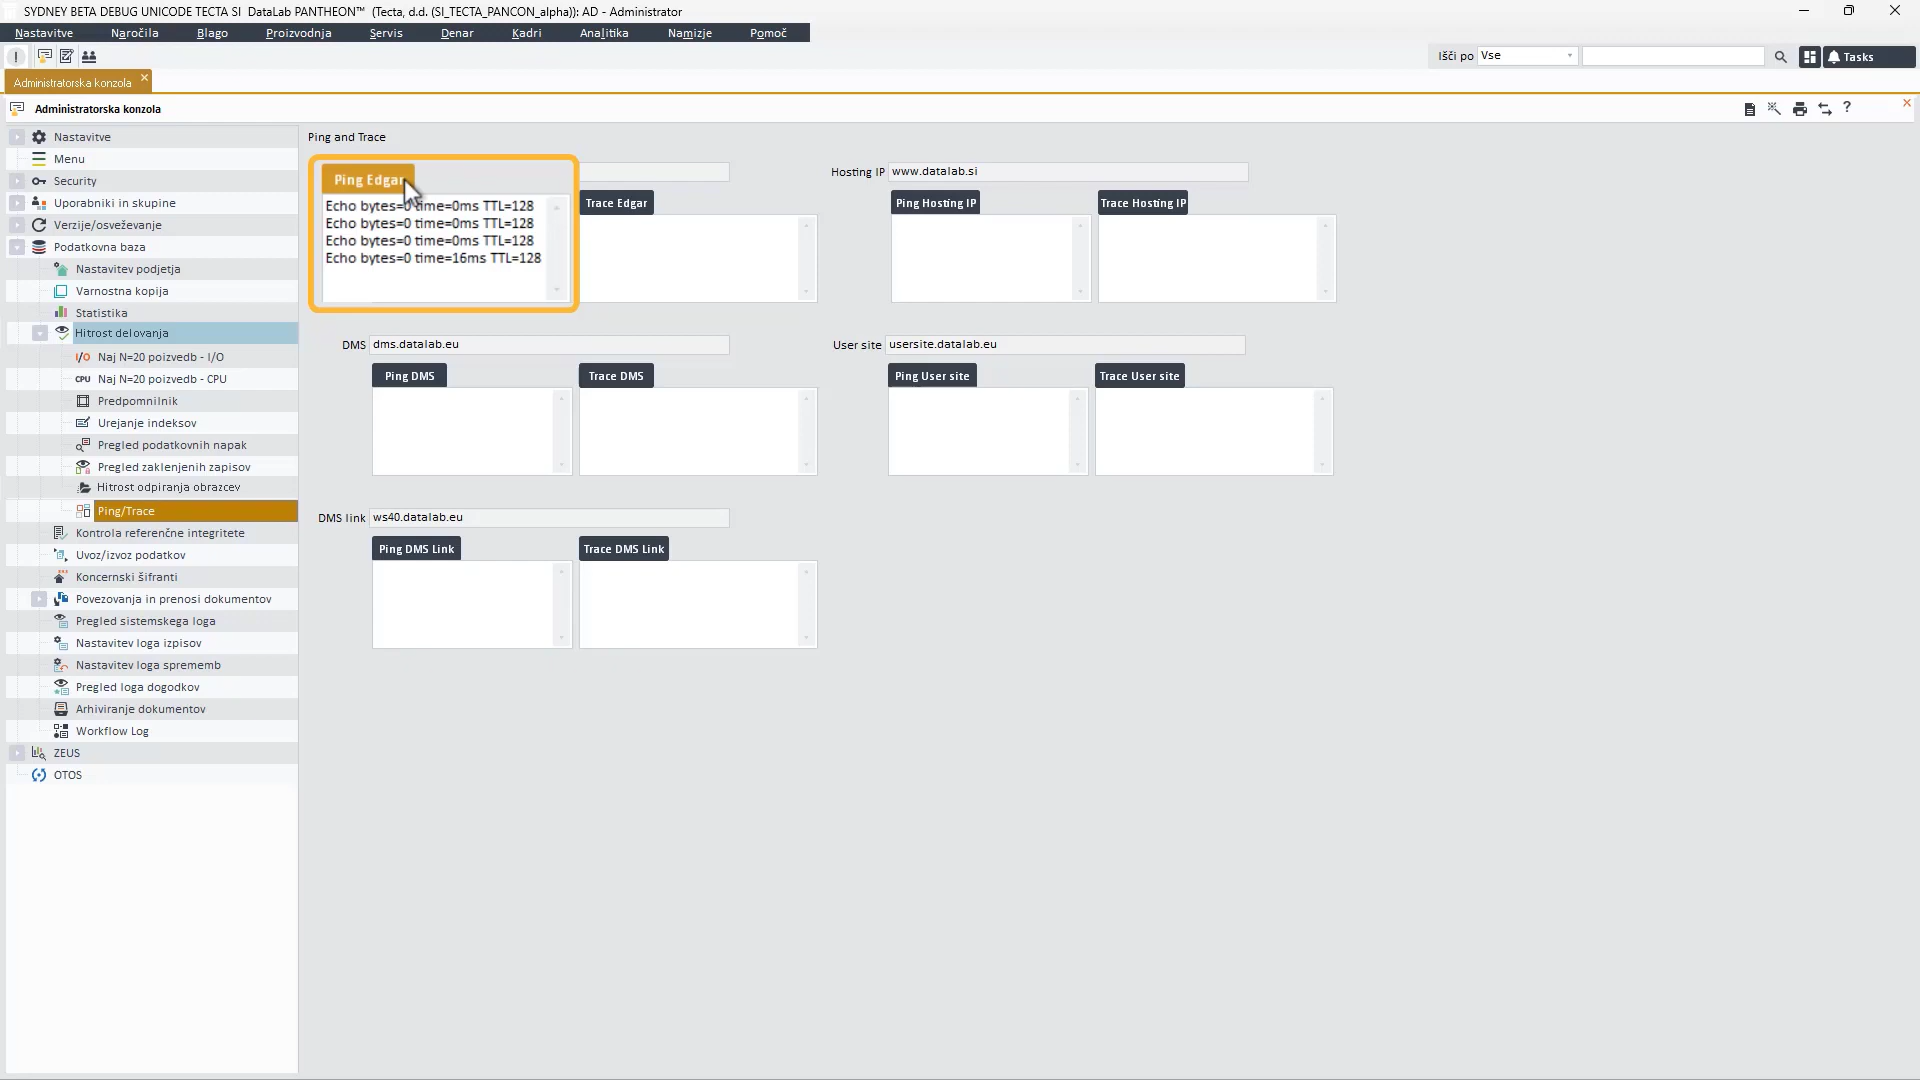 SYDNEY BETA DEBUG UNICODE TECTA SI DataLab PANTHEON™ (Tecta, d.d. (SI_TECTA_PANCON_alpha)): AD - Administrator
Nastavitve Naročila Blago Proizvodnja Servis Denar Kadri Analitika Namizje Pomoč
Išči po Vse Tasks
Administratorska konzola
Administratorska konzola
Nastavitve
Menu
Security
Uporabniki in skupine
Verzije/osveževanje
Podatkovna baza
Nastavitev podjetja
Varnostna kopija
Statistika
Hitrost delovanja
I/O Naj N=20 poizvedb - I/O
CPU Naj N=20 poizvedb - CPU
Predpomnilnik
Urejanje indeksov
Pregled podatkovnih napak
Pregled zaklenjenih zapisov
Hitrost odpiranja obrazcev
Ping/Trace
Kontrola referenčne integritete
Uvoz/izvoz podatkov
Koncernski šifranti
Povezovanja in prenosi dokumentov
Pregled sistemskega loga
Nastavitev loga izpisov
Nastavitev loga sprememb
Pregled loga dogodkov
Arhiviranje dokumentov
Workflow Log
ZEUS
OTOS
Ping and Trace
Ping Edgar
Echo bytes=0 time=0ms TTL=128
Echo bytes=0 time=0ms TTL=128
Echo bytes=0 time=0ms TTL=128
Echo bytes=0 time=16ms TTL=128
Trace Edgar
Hosting IP www.datalab.si
Ping Hosting IP Trace Hosting IP
DMS dms.datalab.eu
Ping DMS Trace DMS
User site usersite.datalab.eu
Ping User site Trace User site
DMS link ws40.datalab.eu
Ping DMS Link Trace DMS Link